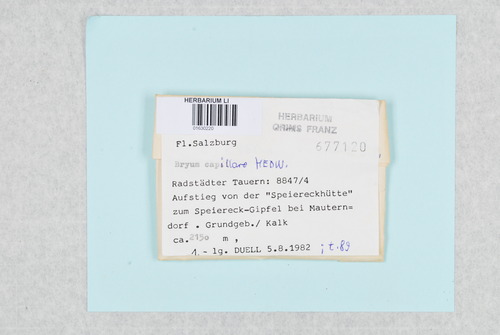 HERBARIUM LI
HERBARIUM
GRIMS FRANZ
Fl.Salzburg
677120
Bryum capillare HEDW.
Radstädter Tauern: 8847/4
Aufstieg von der "Speiereckhütte"
zum Speiereck-Gipfel bei Mautern=
dorf . Grundgeb./ Kalk
ca. 2150 m ,
1.- lg. DUELL 5.8.1982 ; t. 89